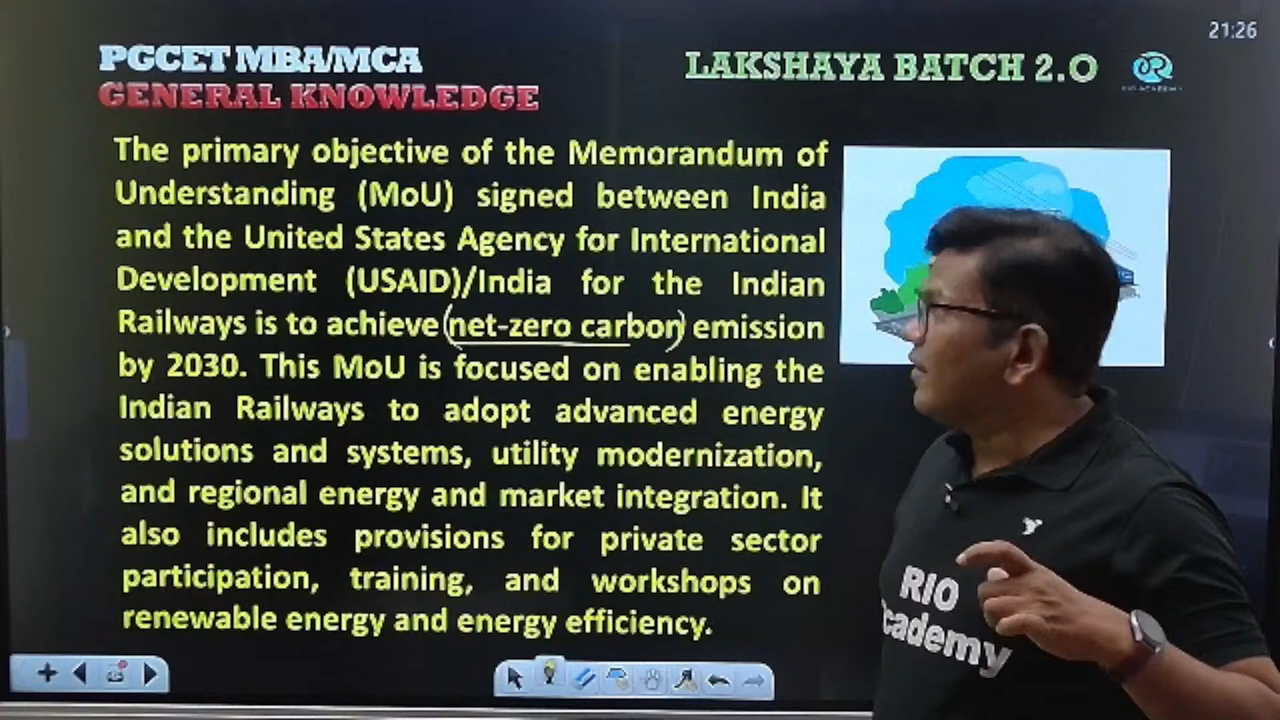 21:26
PGCET MBA/MCA
LAKSHAYA BATCH 2.O
GENERAL KNOWLEDGE
RIO ACADEMY
The primary objective of the Memorandum of
Understanding (MoU) signed between India
and the United States Agency for International
Development (USAID)/India for the Indian
Railways is to achieve (net-zero carbon) emission
by 2030. This MoU is focused on enabling the
Indian Railways to adopt advanced energy
solutions and systems, utility modernization,
and regional energy and market integration. It
also includes provisions for private sector
participation, training, and workshops on
renewable energy and energy efficiency.
RIO
Academy